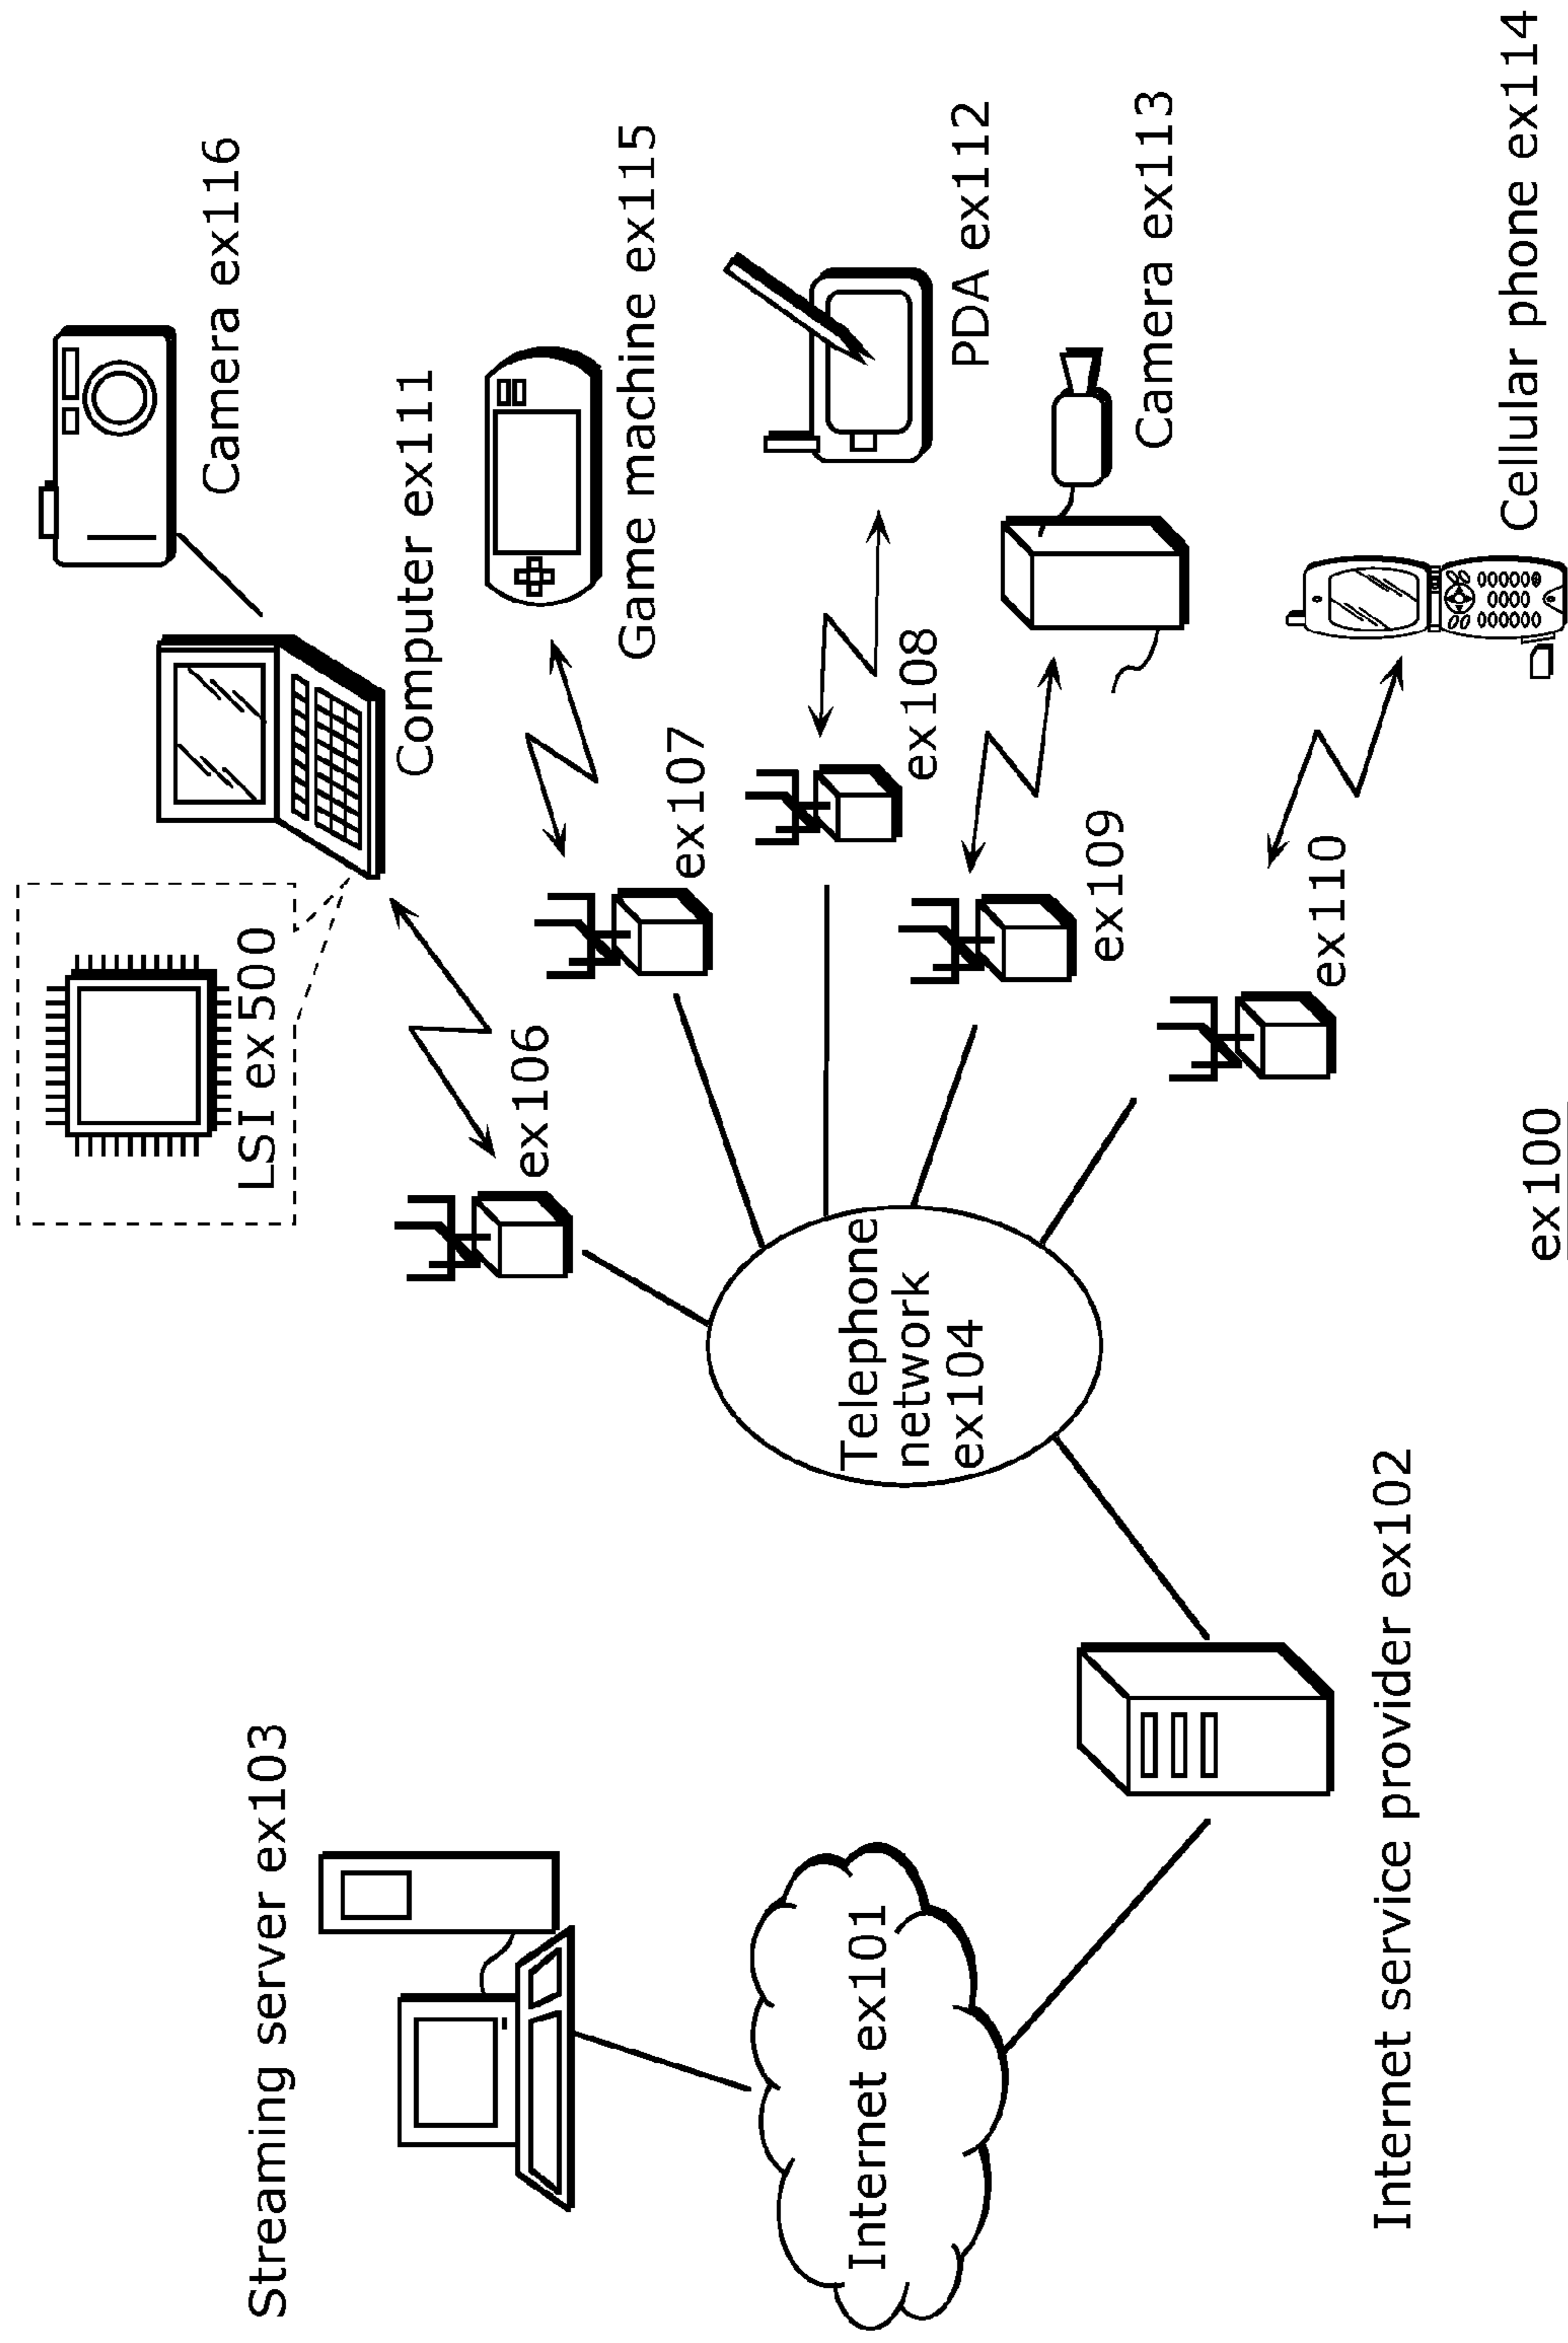 Camera ex116
LSI ex500
Computer ex111
Streaming server ex103
ex106
Game machine ex115
ex107
Internet ex101
Telephone
network
ex104
ex108
PDA ex112
ex109
Camera ex113
Internet service provider ex102
ex110
Cellular phone ex114
ex100